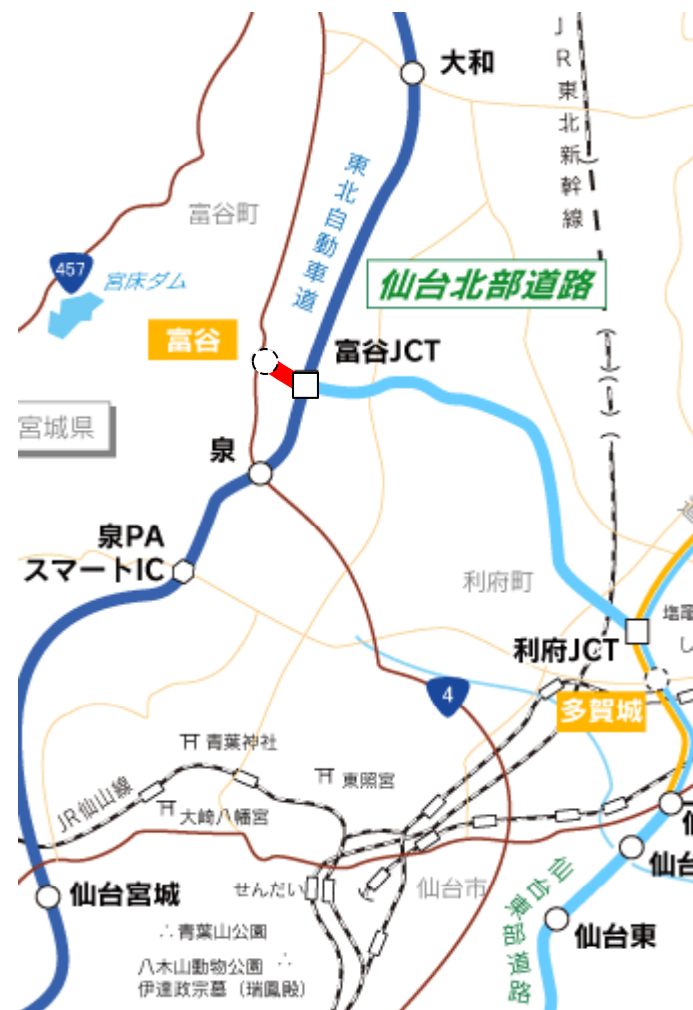 大和
JR東北新幹線
東北自動車道
富谷町
457
宮床ダム
仙台北部道路
富谷
富谷JCT
宮城県
泉
泉PA
スマートIC
利府町
利府JCT
4
多賀城
青葉神社
東照宮
JR仙山線
大崎八幡宮
仙台宮城
せんだい
仙台市
仙台東部道路
仙台東
青葉山公園
八木山動物公園
伊達政宗墓（瑞鳳殿）